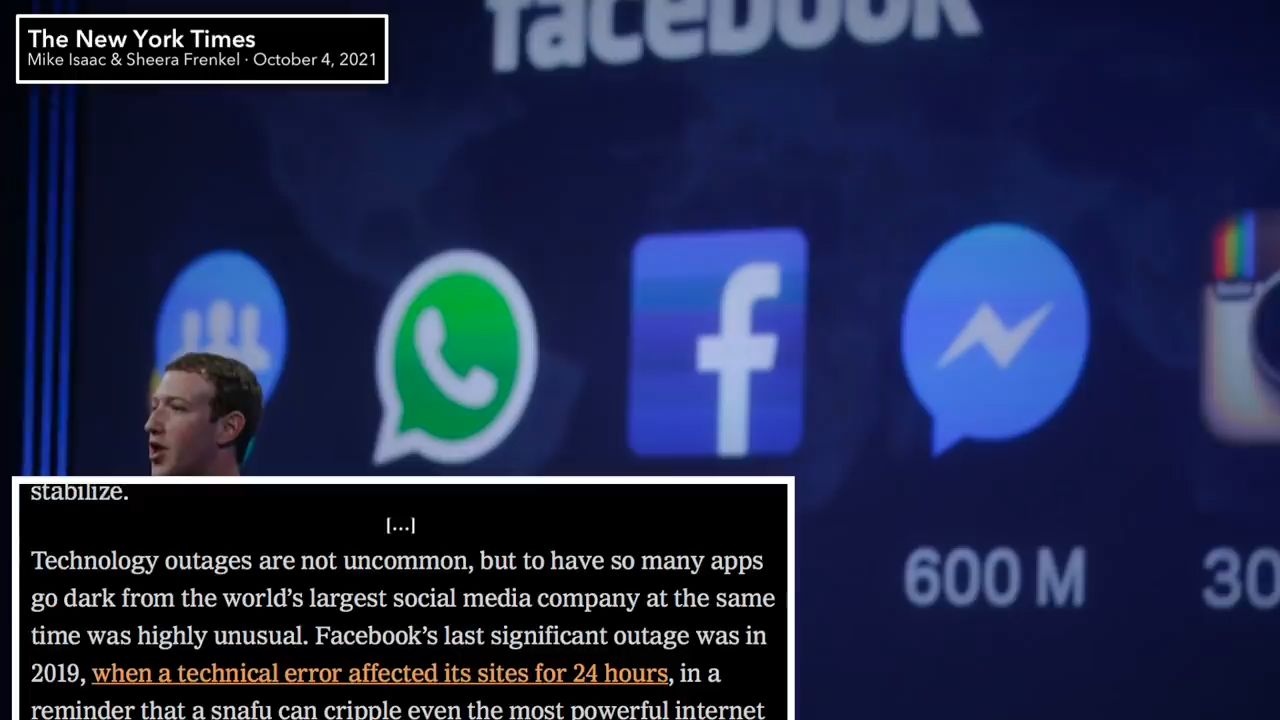 The New York Times
Mike Isaac & Sheera Frenkel · October 4, 2021
facebook
600 M
30
stabilize.
[...]
Technology outages are not uncommon, but to have so many apps
go dark from the world’s largest social media company at the same
time was highly unusual. Facebook’s last significant outage was in
2019, when a technical error affected its sites for 24 hours, in a
reminder that a snafu can cripple even the most powerful internet